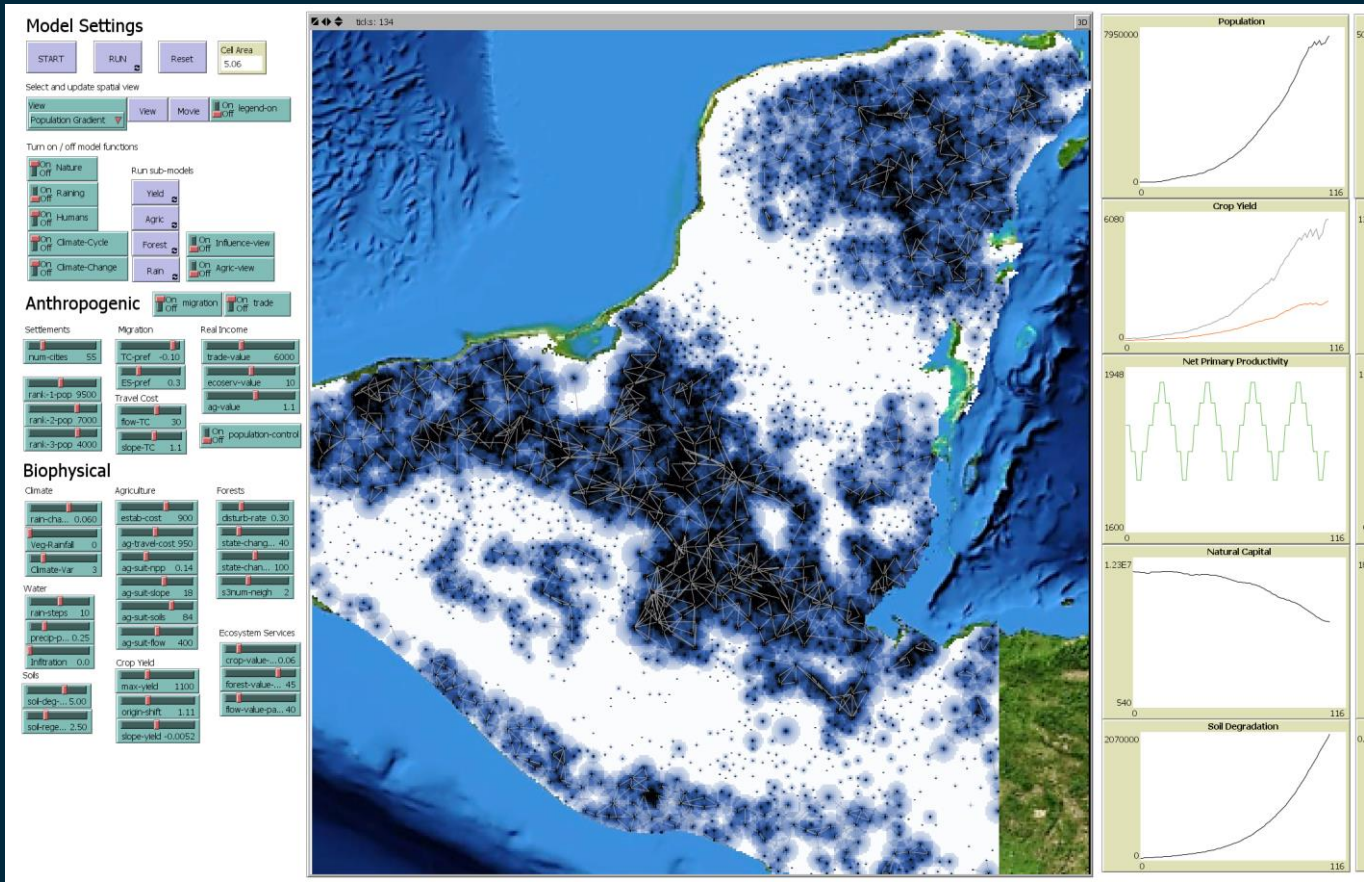 Model Settings
START
RUN
Reset
Cell Area
5.06
Select and update spatial view
View
Population Gradient
View
Movie
On
Off
legend-on
Turn on / off model functions
On
Off
Nature
On
Off
Raining
On
Off
Humans
On
Off
Climate-Cycle
On
Off
Climate-Change
Run sub-models
Yield
Agric
Forest
Rain
On
Off
Influence-view
On
Off
Agric-view
Anthropogenic
On
Off
migration
On
Off
trade
Settlements
num-cities 55
rank-1-pop 9500
rank-2-pop 7000
rank-3-pop 4000
Migration
TC-pref -0.10
ES-pref 0.3
Travel Cost
flow-TC 30
slope-TC 1.1
Real Income
trade-value 6000
ecoserv-value 10
ag-value 1.1
On
Off
population-control
Biophysical
Climate
rain-cha... 0.060
Veg-Rainfall 0
Climate-Var 3
Water
rain-steps 10
precip-p... 0.25
Infitration 0.0
Soils
soil-deg-... 5.00
soil-rege... 2.50
Agriculture
estab-cost 900
ag-travel-cost 950
ag-suit-npp 0.14
ag-suit-slope 18
ag-suit-soils 84
ag-suit-flow 400
Crop Yield
max-yield 1100
origin-shift 1.11
slope-yield -0.0052
Forests
disturb-rate 0.30
state-chang... 40
state-chan... 100
s3num-neigh 2
Ecosystem Services
crop-value-... 0.06
forest-value-... 45
flow-value-pa... 40
ticks: 134
3D
Population
7950000
0
0
116
Crop Yield
6080
0
0
116
Net Primary Productivity
1948
1600
0
116
Natural Capital
1.23E7
540
0
116
Soil Degradation
2070000
0
0
116